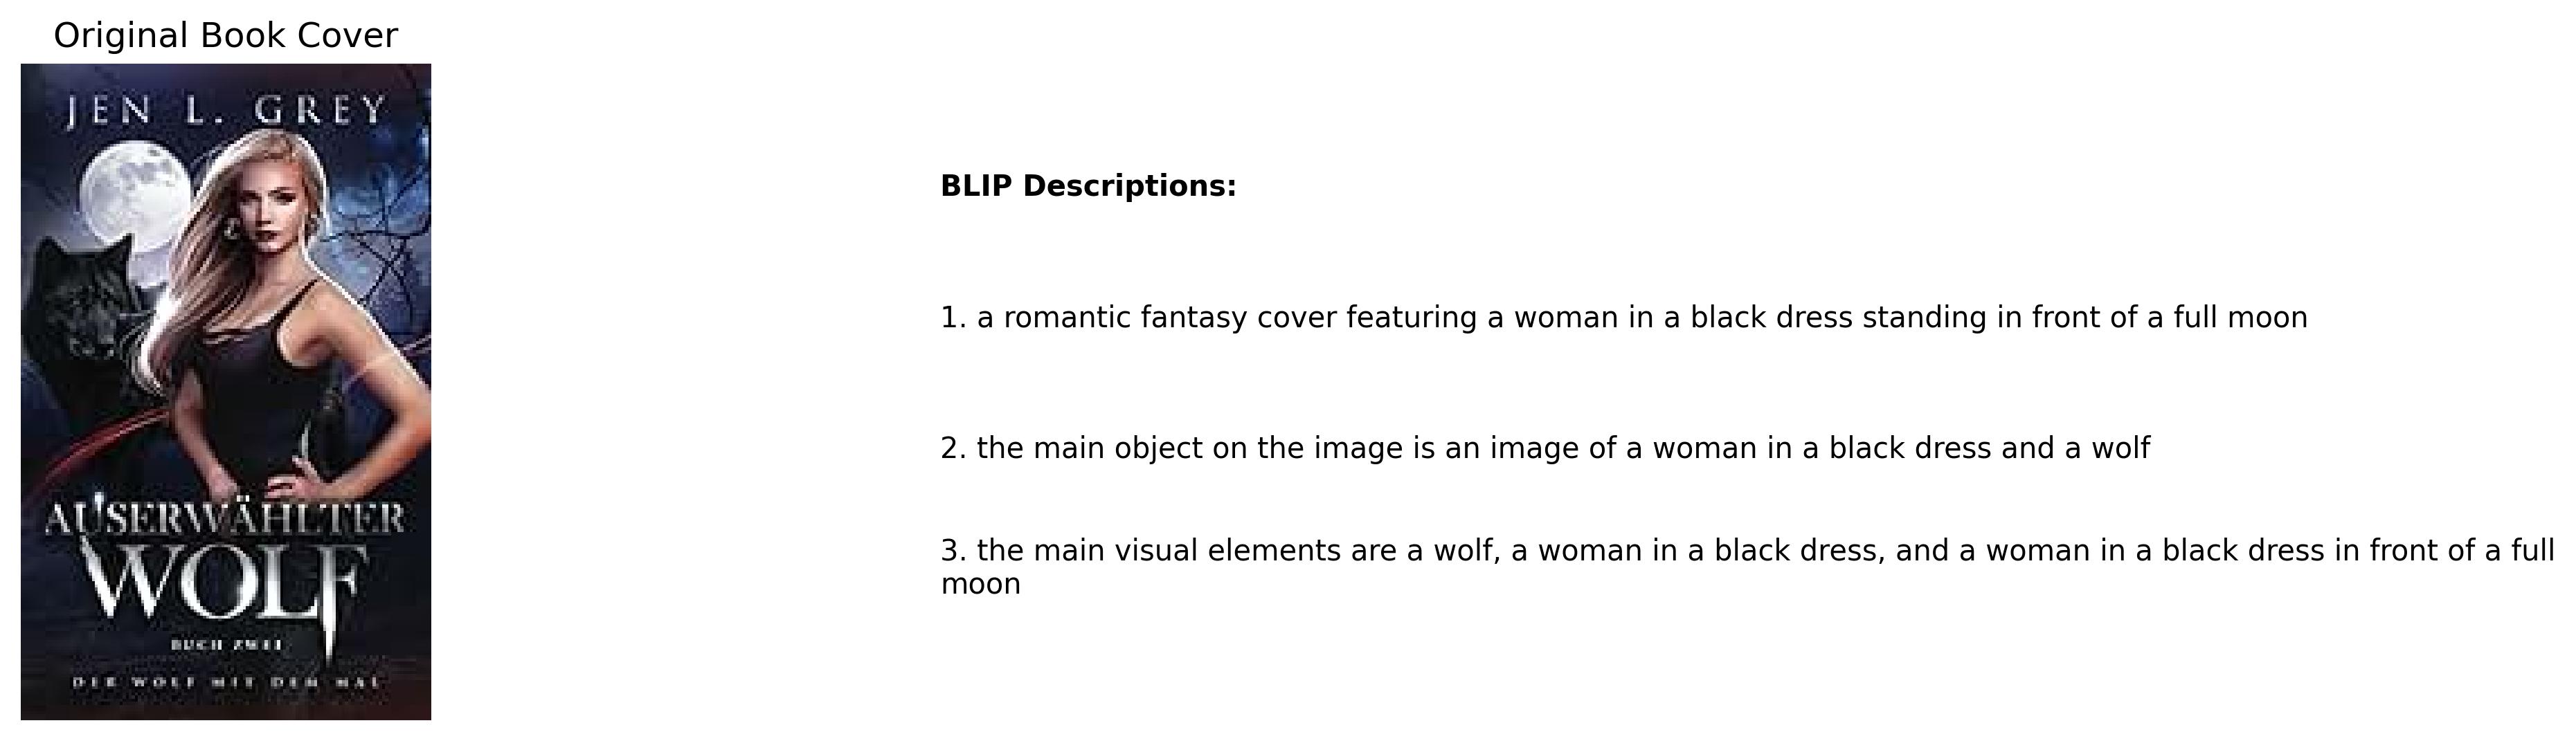 Original Book Cover
JEN L. GREY
AUSERWÄHLTER
WOLF
BUCH ZWEI
DER WOLF MIT DEM MAL
BLIP Descriptions:
1. a romantic fantasy cover featuring a woman in a black dress standing in front of a full moon
2. the main object on the image is an image of a woman in a black dress and a wolf
3. the main visual elements are a wolf, a woman in a black dress, and a woman in a black dress in front of a full
moon